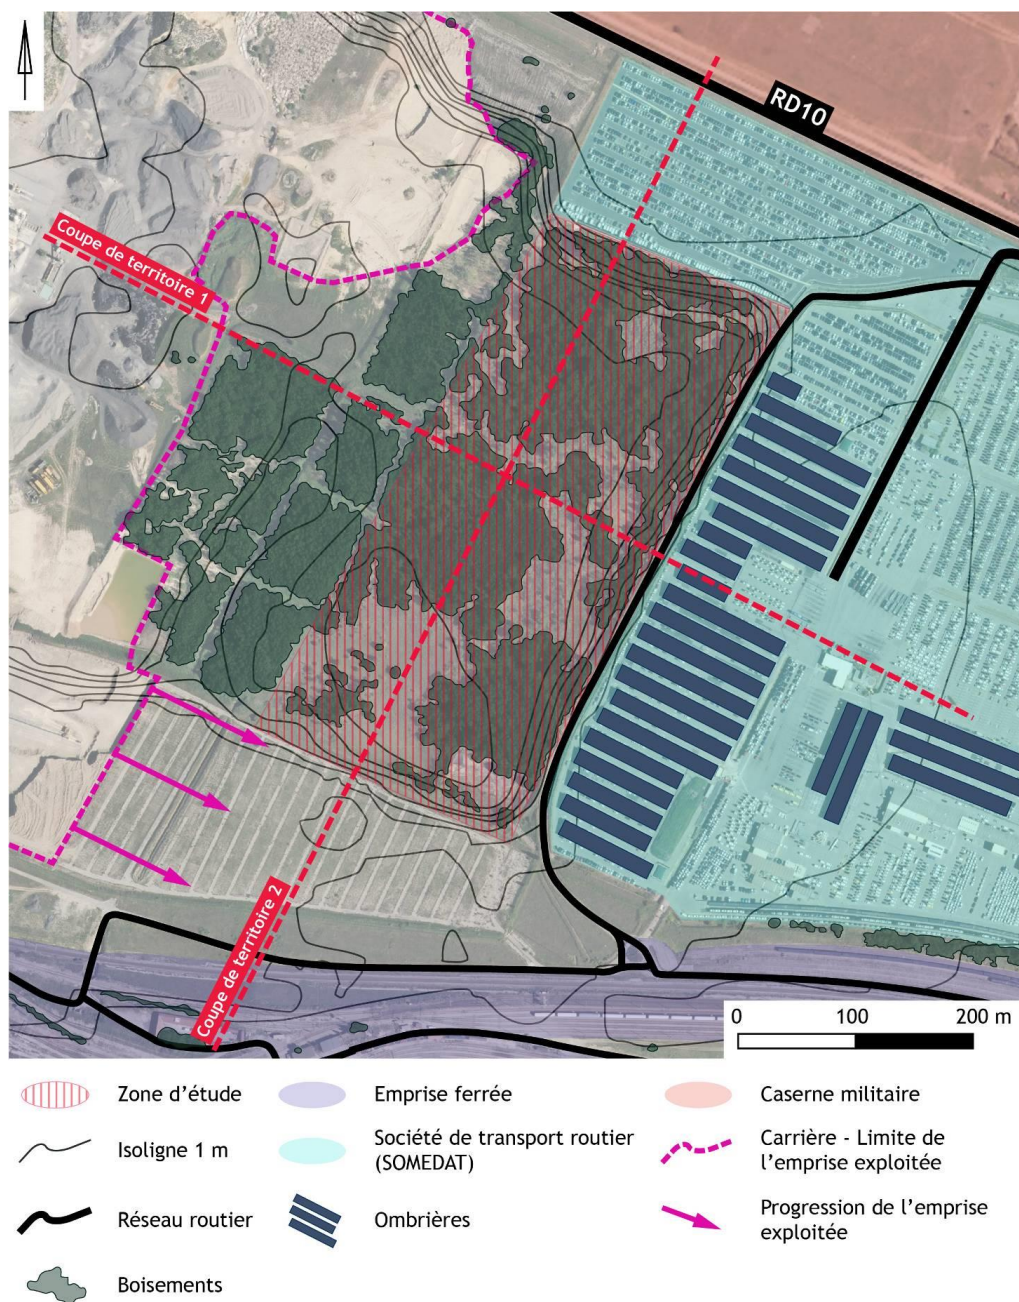 RD10
Coupe de territoire 1
Coupe de territoire 2
0 100 200 m
Zone d’étude
Emprise ferrée
Caserne militaire
Isoligne 1 m
Société de transport routier
(SOMEDAT)
Carrière - Limite de
l’emprise exploitée
Réseau routier
Ombrières
Progression de l’emprise
exploitée
Boisements